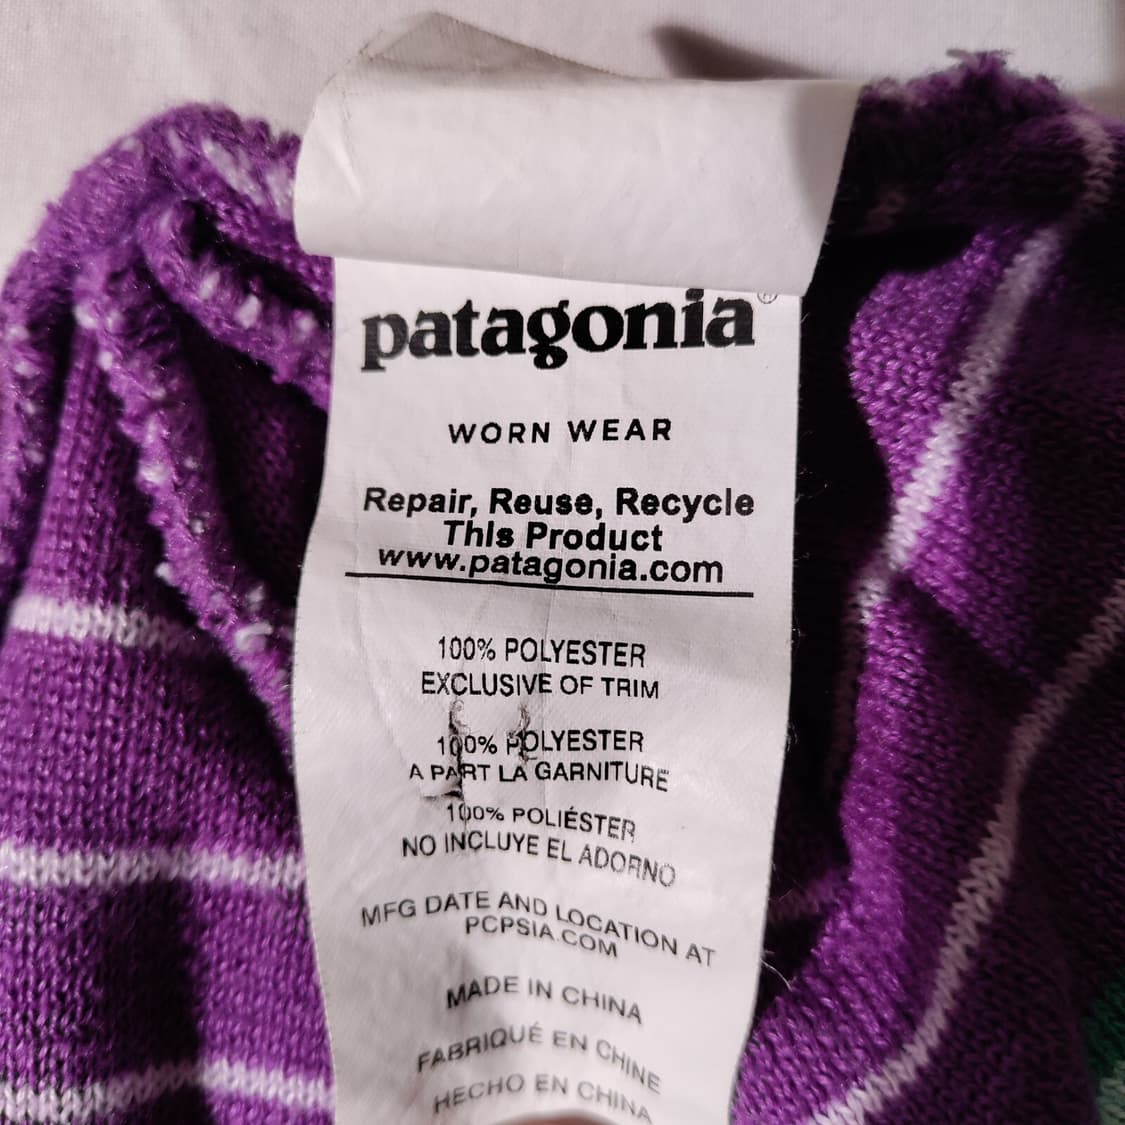 patagonia®
WORN WEAR
Repair, Reuse, Recycle
This Product
www.patagonia.com
100% POLYESTER
EXCLUSIVE OF TRIM
100% POLYESTER
A PART LA GARNITURE
100% POLIÉSTER
NO INCLUYE EL ADORNO
MFG DATE AND LOCATION AT
PCPSIA.COM
MADE IN CHINA
FABRIQUÉ EN CHINE
HECHO EN CHINA